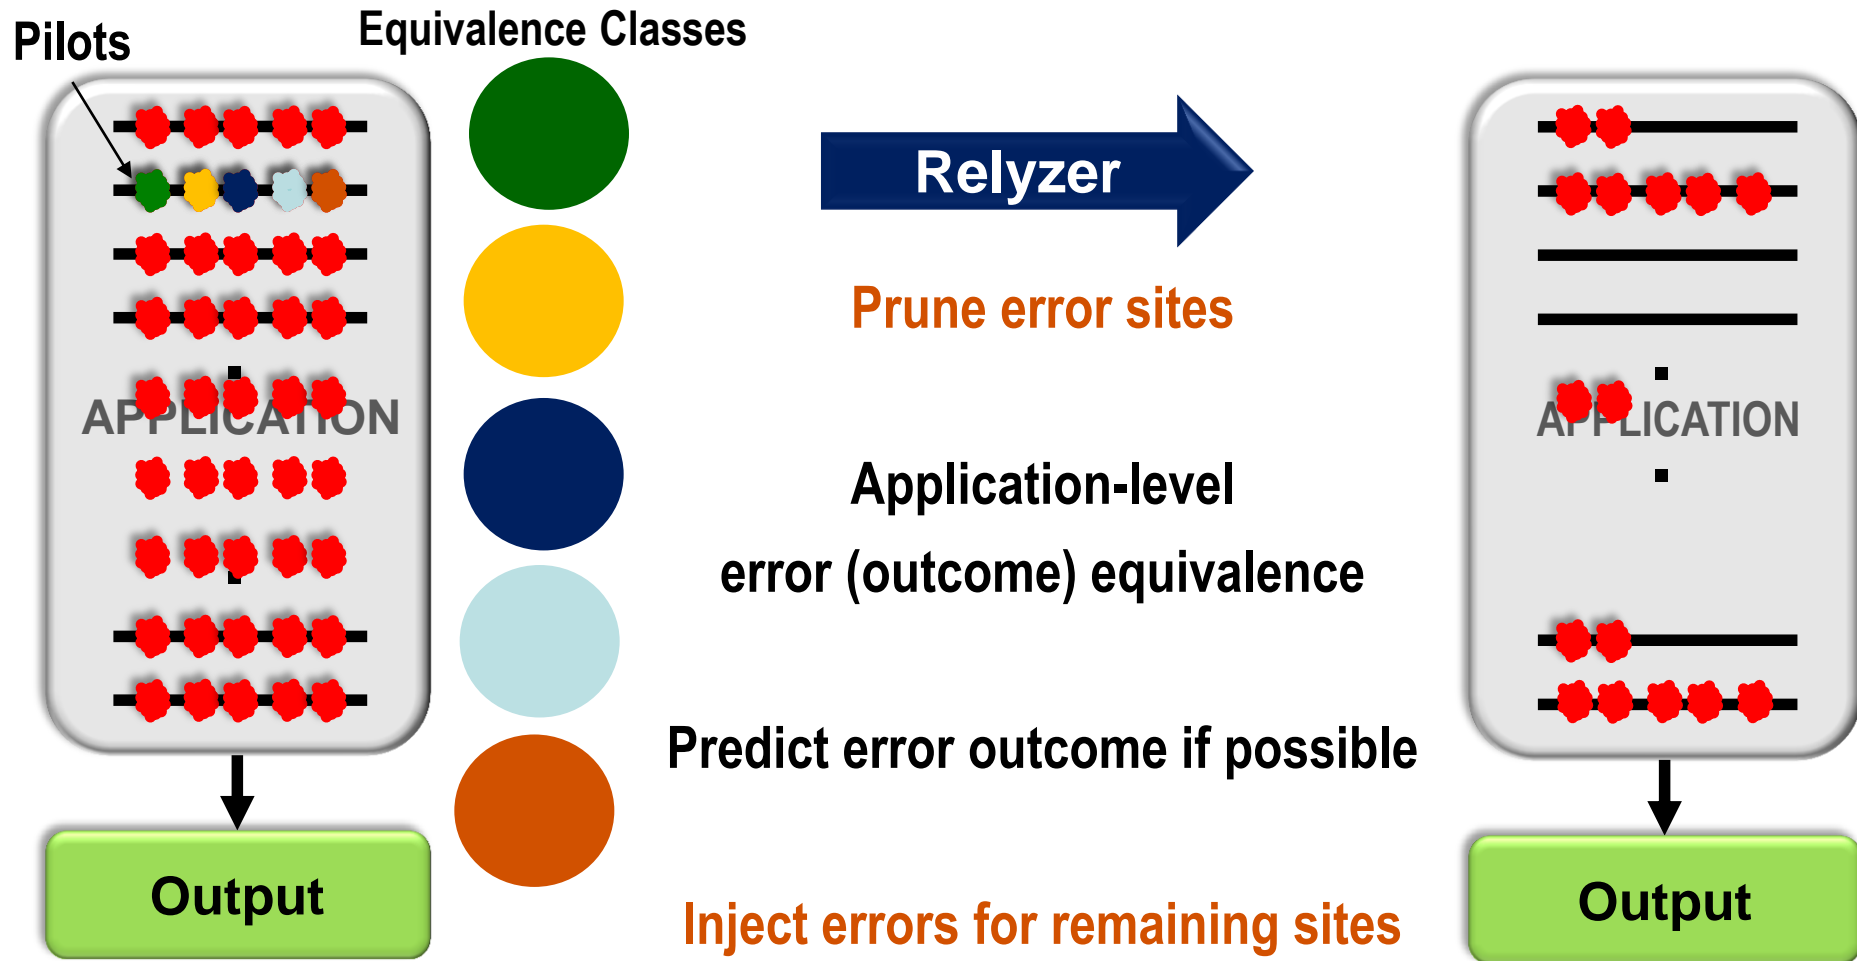 Pilots
Equivalence Classes
APPLICATION
Output
Relyzer
Prune error sites
Application-level
error (outcome) equivalence
Predict error outcome if possible
Inject errors for remaining sites
APPLICATION
Output